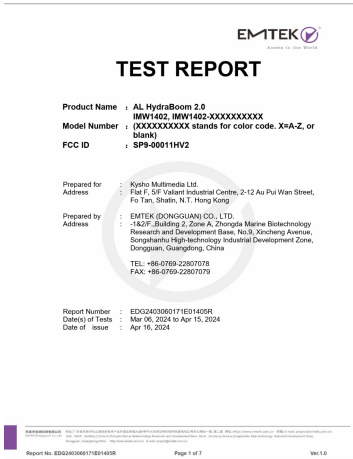 EMTEK
Access to the World
TEST REPORT
Product Name : AL HydraBoom 2.0
IMW1402, IMW1402-XXXXXXXXXX
Model Number : (XXXXXXXXXX stands for color code. X=A-Z, or
blank)
FCC ID : SP9-00011HV2
Prepared for : Kysho Multimedia Ltd.
Address : Flat F, 5/F Valiant Industrial Centre, 2-12 Au Pui Wan Street,
Fo Tan, Shatin, N.T. Hong Kong
Prepared by : EMTEK (DONGGUAN) CO., LTD.
Address : -1&2/F.,Building 2, Zone A, Zhongda Marine Biotechnology
Research and Development Base, No.9, Xincheng Avenue,
Songshanhu High-technology Industrial Development Zone,
Dongguan, Guangdong, China
TEL: +86-0769-22807078
FAX: +86-0769-22807079
Report Number : EDG2403060171E01405R
Date(s) of Tests : Mar 06, 2024 to Apr 15, 2024
Date of issue : Apr 16, 2024
Report No. EDG2403060171E01405R Page 1 of 7 Ver.1.0